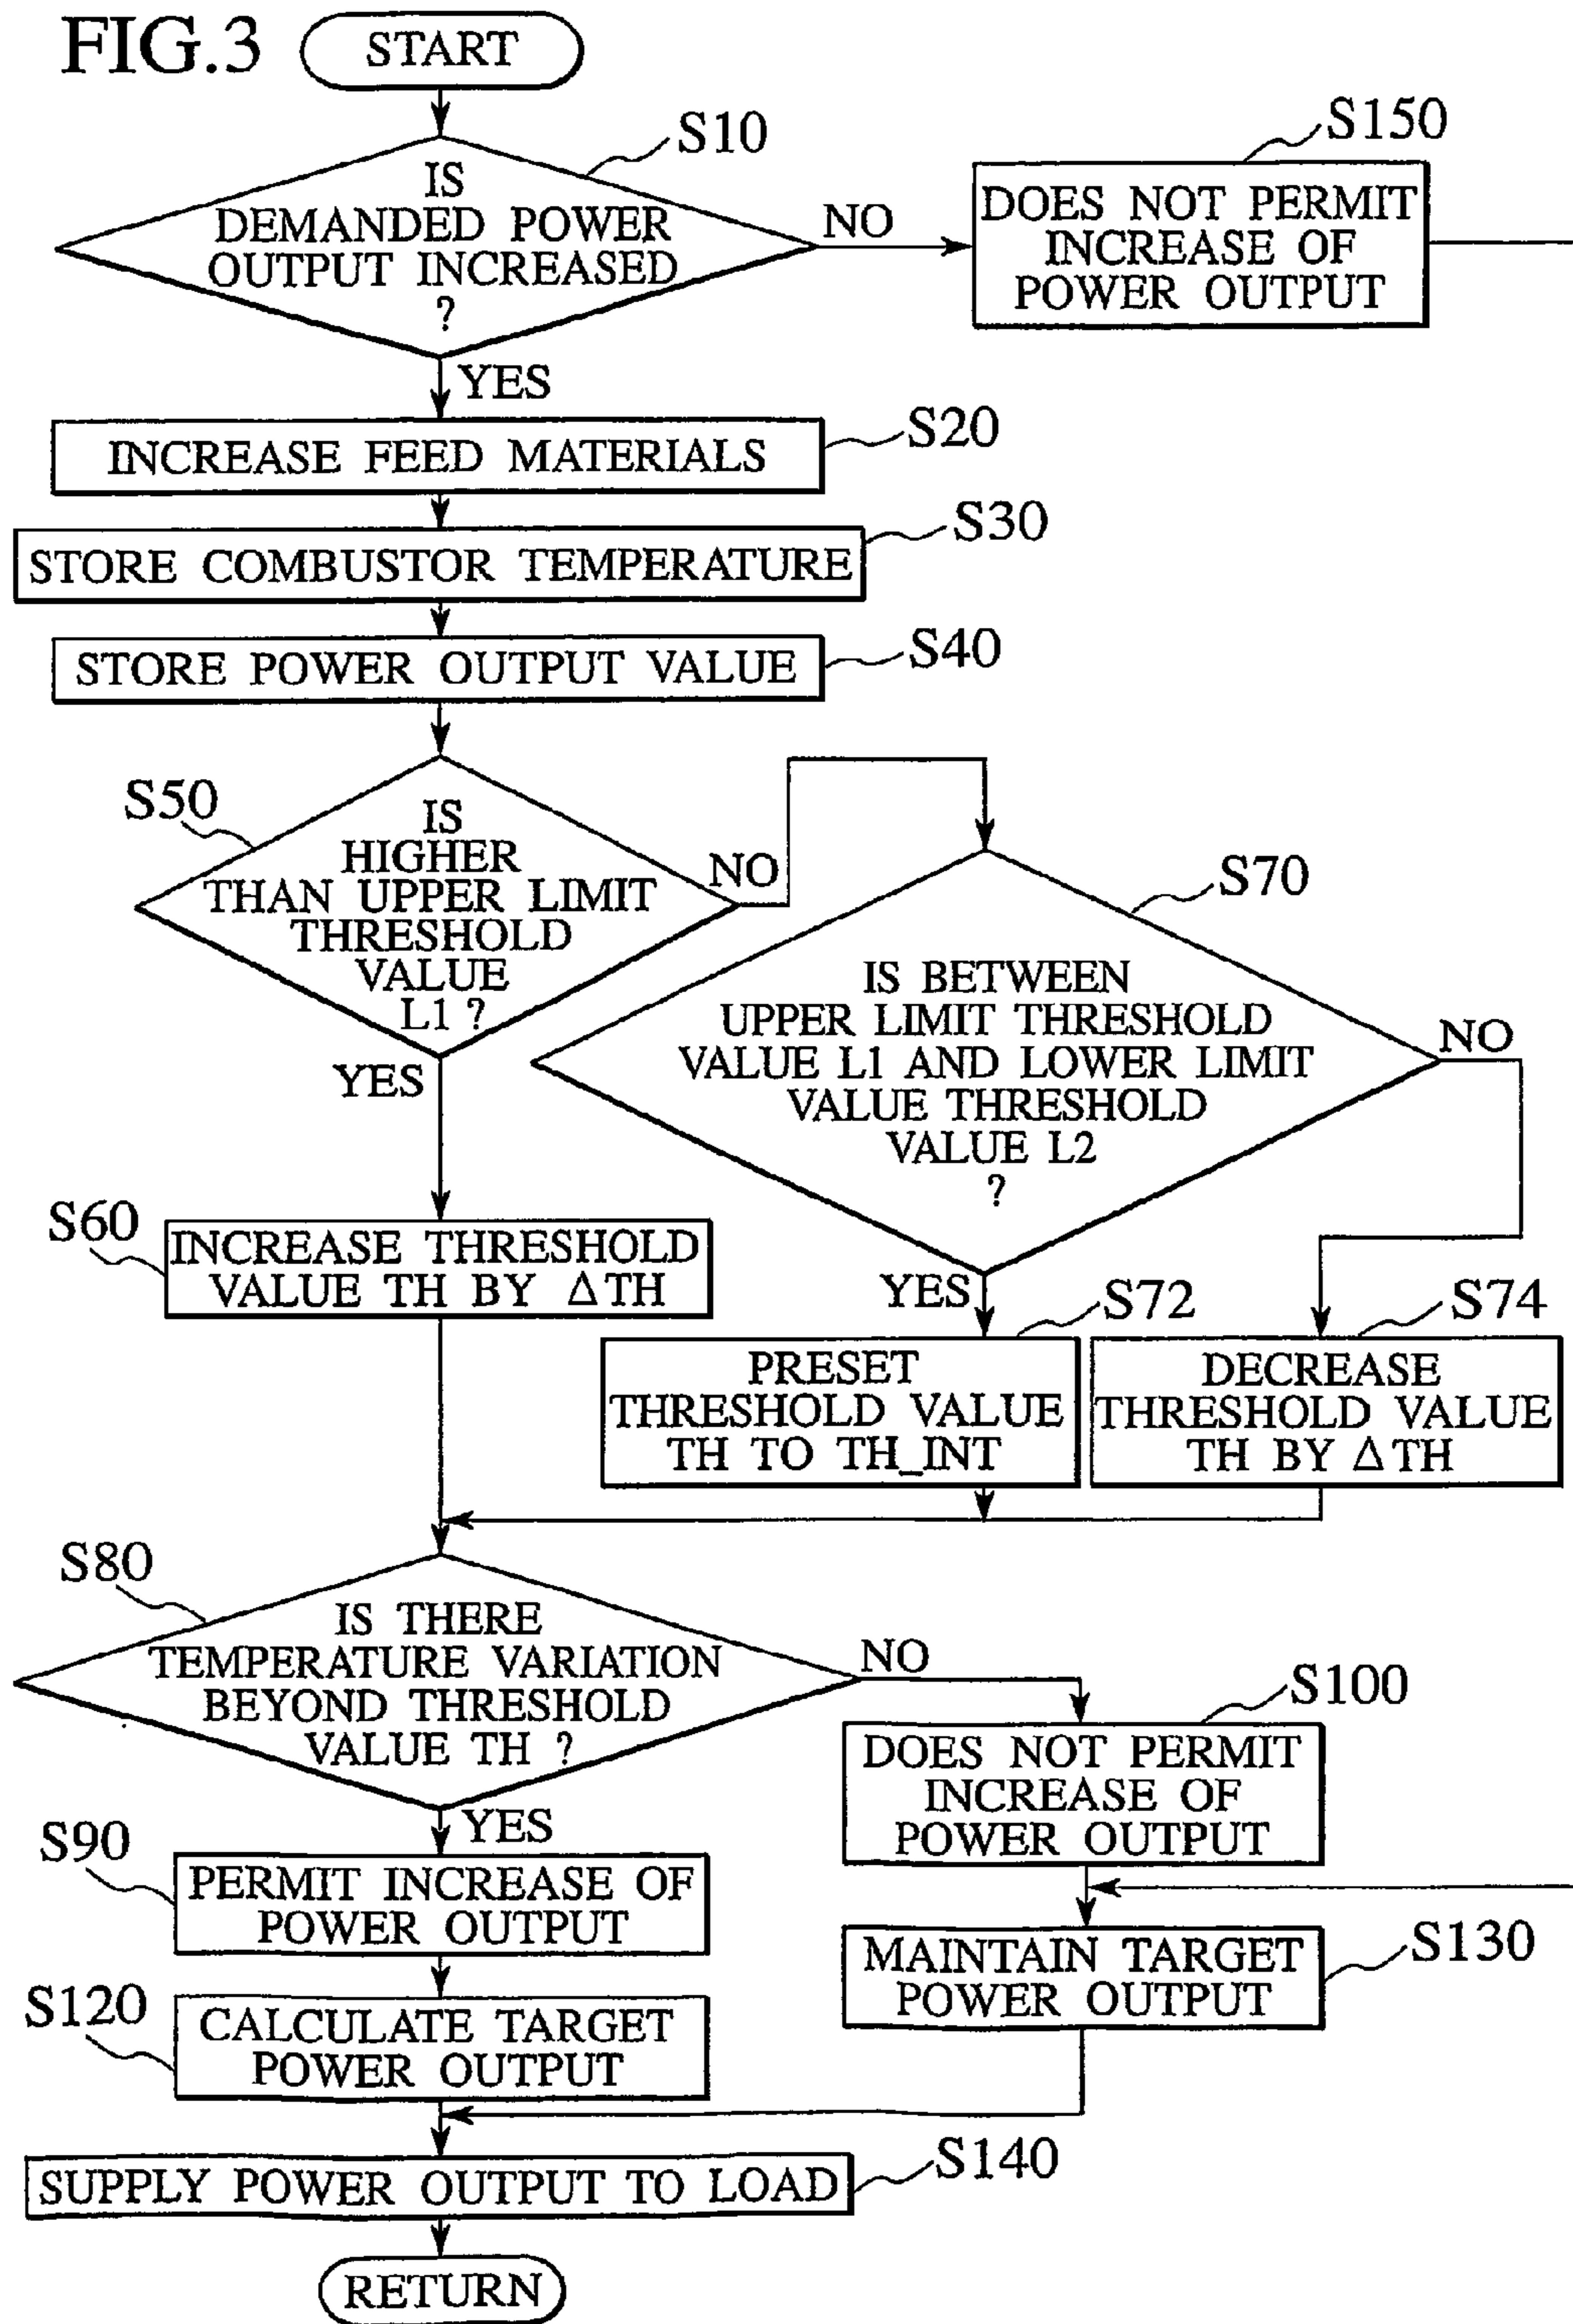 FIG.3
START
S10
IS
DEMANDED POWER
OUTPUT INCREASED
?
NO
S150
DOES NOT PERMIT
INCREASE OF
POWER OUTPUT
YES
S20
INCREASE FEED MATERIALS
S30
STORE COMBUSTOR TEMPERATURE
S40
STORE POWER OUTPUT VALUE
S50
IS
HIGHER
THAN UPPER LIMIT
THRESHOLD
VALUE
L1 ?
NO
YES
S70
IS BETWEEN
UPPER LIMIT THRESHOLD
VALUE L1 AND LOWER LIMIT
VALUE THRESHOLD
VALUE L2
?
NO
YES
S60
INCREASE THRESHOLD
VALUE TH BY Δ TH
S72
PRESET
THRESHOLD VALUE
TH TO TH_INT
S74
DECREASE
THRESHOLD VALUE
TH BY Δ TH
S80
IS THERE
TEMPERATURE VARIATION
BEYOND THRESHOLD
VALUE TH ?
NO
YES
S100
DOES NOT PERMIT
INCREASE OF
POWER OUTPUT
S90
PERMIT INCREASE OF
POWER OUTPUT
S130
MAINTAIN TARGET
POWER OUTPUT
S120
CALCULATE TARGET
POWER OUTPUT
S140
SUPPLY POWER OUTPUT TO LOAD
RETURN